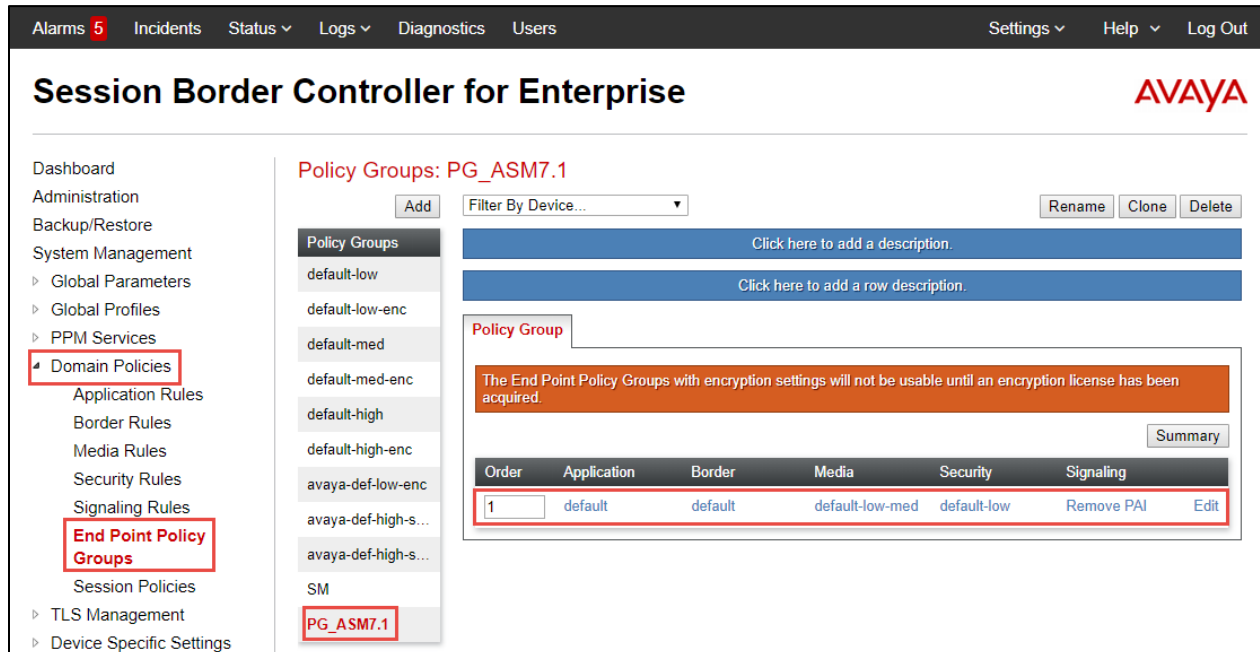 Alarms 5 Incidents Status Logs Diagnostics Users Settings Help Log Out
Session Border Controller for Enterprise
AVAYA
Dashboard
Administration
Backup/Restore
System Management
Global Parameters
Global Profiles
PPM Services
Domain Policies
Application Rules
Border Rules
Media Rules
Security Rules
Signaling Rules
End Point Policy
Groups
Session Policies
TLS Management
Device Specific Settings
Policy Groups: PG_ASM7.1
Add
Filter By Device...
Rename Clone Delete
Policy Groups
default-low
default-low-enc
default-med
default-med-enc
default-high
default-high-enc
avaya-def-low-enc
avaya-def-high-s...
avaya-def-high-s...
SM
PG_ASM7.1
Click here to add a description.
Click here to add a row description.
Policy Group
The End Point Policy Groups with encryption settings will not be usable until an encryption license has been
acquired.
Summary
Order Application Border Media Security Signaling
1 default default default-low-med default-low Remove PAI Edit